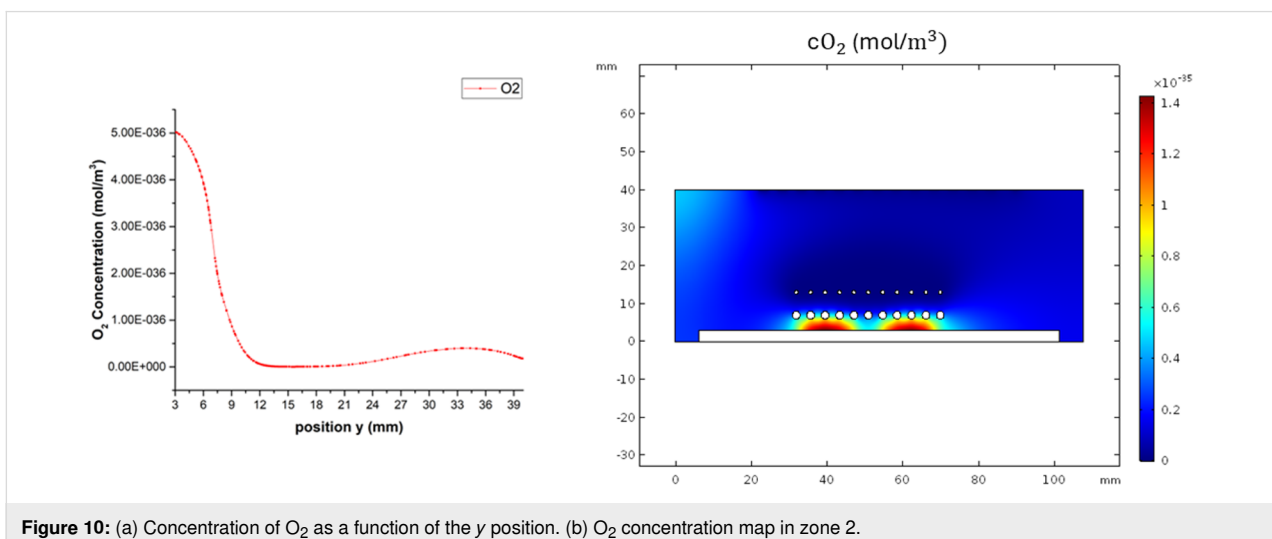 O2
O₂ Concentration (mol/m³)
5.00E-036
4.00E-036
3.00E-036
2.00E-036
1.00E-036
0.00E+000
3 6 9 12 15 18 21 24 27 30 33 36 39
position y (mm)
cO₂ (mol/m³)
mm
60
50
40
30
20
10
0
-10
-20
-30
0 20 40 60 80 100 mm
×10⁻³⁵
1.4
1.2
1
0.8
0.6
0.4
0.2
0
Figure 10: (a) Concentration of O₂ as a function of the y position. (b) O₂ concentration map in zone 2.